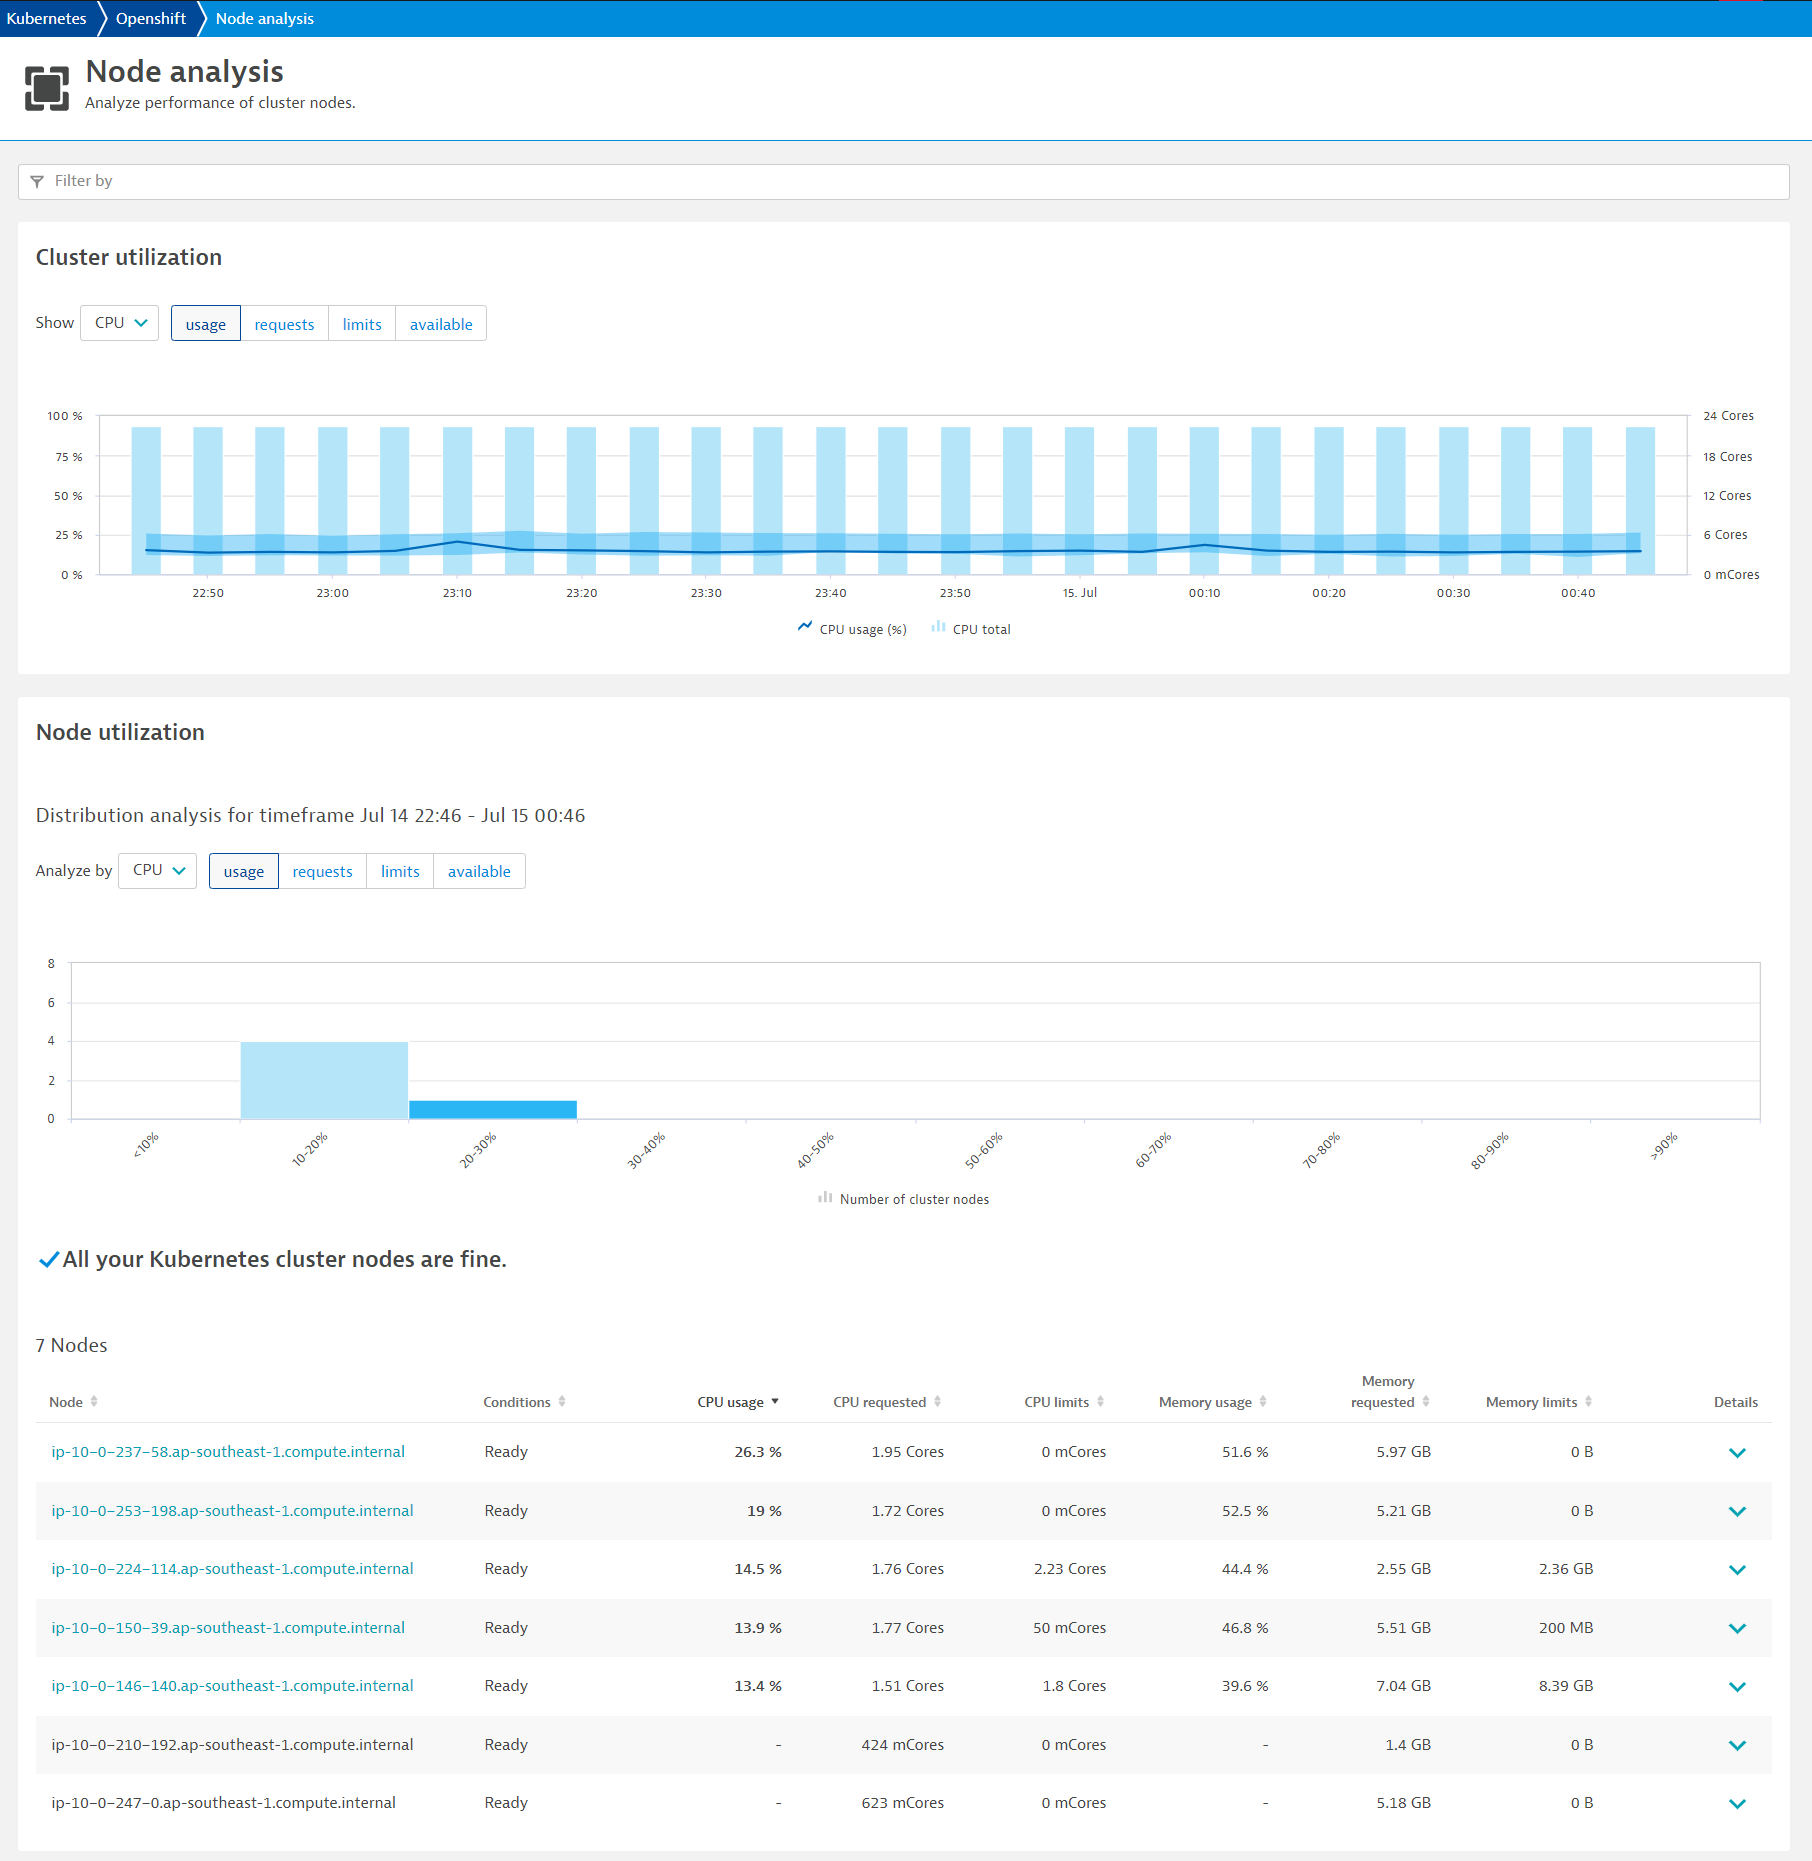 Kubernetes Openshift Node analysis
Node analysis
Analyze performance of cluster nodes.
Filter by
Cluster utilization
Show CPU usage requests limits available
100 % 24 Cores
75 % 18 Cores
50 % 12 Cores
25 % 6 Cores
0 % 0 mCores
22:50 23:00 23:10 23:20 23:30 23:40 23:50 15. Jul 00:10 00:20 00:30 00:40
CPU usage (%) CPU total
Node utilization
Distribution analysis for timeframe Jul 14 22:46 - Jul 15 00:46
Analyze by CPU usage requests limits available
8
6
4
2
0
<10% 10-20% 20-30% 30-40% 40-50% 50-60% 60-70% 70-80% 80-90% >90%
Number of cluster nodes
All your Kubernetes cluster nodes are fine.
7 Nodes
Node Conditions CPU usage CPU requested CPU limits Memory usage Memory requested Memory limits Details
ip-10-0-237-58.ap-southeast-1.compute.internal Ready 26.3 % 1.95 Cores 0 mCores 51.6 % 5.97 GB 0 B
ip-10-0-253-198.ap-southeast-1.compute.internal Ready 19 % 1.72 Cores 0 mCores 52.5 % 5.21 GB 0 B
ip-10-0-224-114.ap-southeast-1.compute.internal Ready 14.5 % 1.76 Cores 2.23 Cores 44.4 % 2.55 GB 2.36 GB
ip-10-0-150-39.ap-southeast-1.compute.internal Ready 13.9 % 1.77 Cores 50 mCores 46.8 % 5.51 GB 200 MB
ip-10-0-146-140.ap-southeast-1.compute.internal Ready 13.4 % 1.51 Cores 1.8 Cores 39.6 % 7.04 GB 8.39 GB
ip-10-0-210-192.ap-southeast-1.compute.internal Ready - 424 mCores 0 mCores - 1.4 GB 0 B
ip-10-0-247-0.ap-southeast-1.compute.internal Ready - 623 mCores 0 mCores - 5.18 GB 0 B